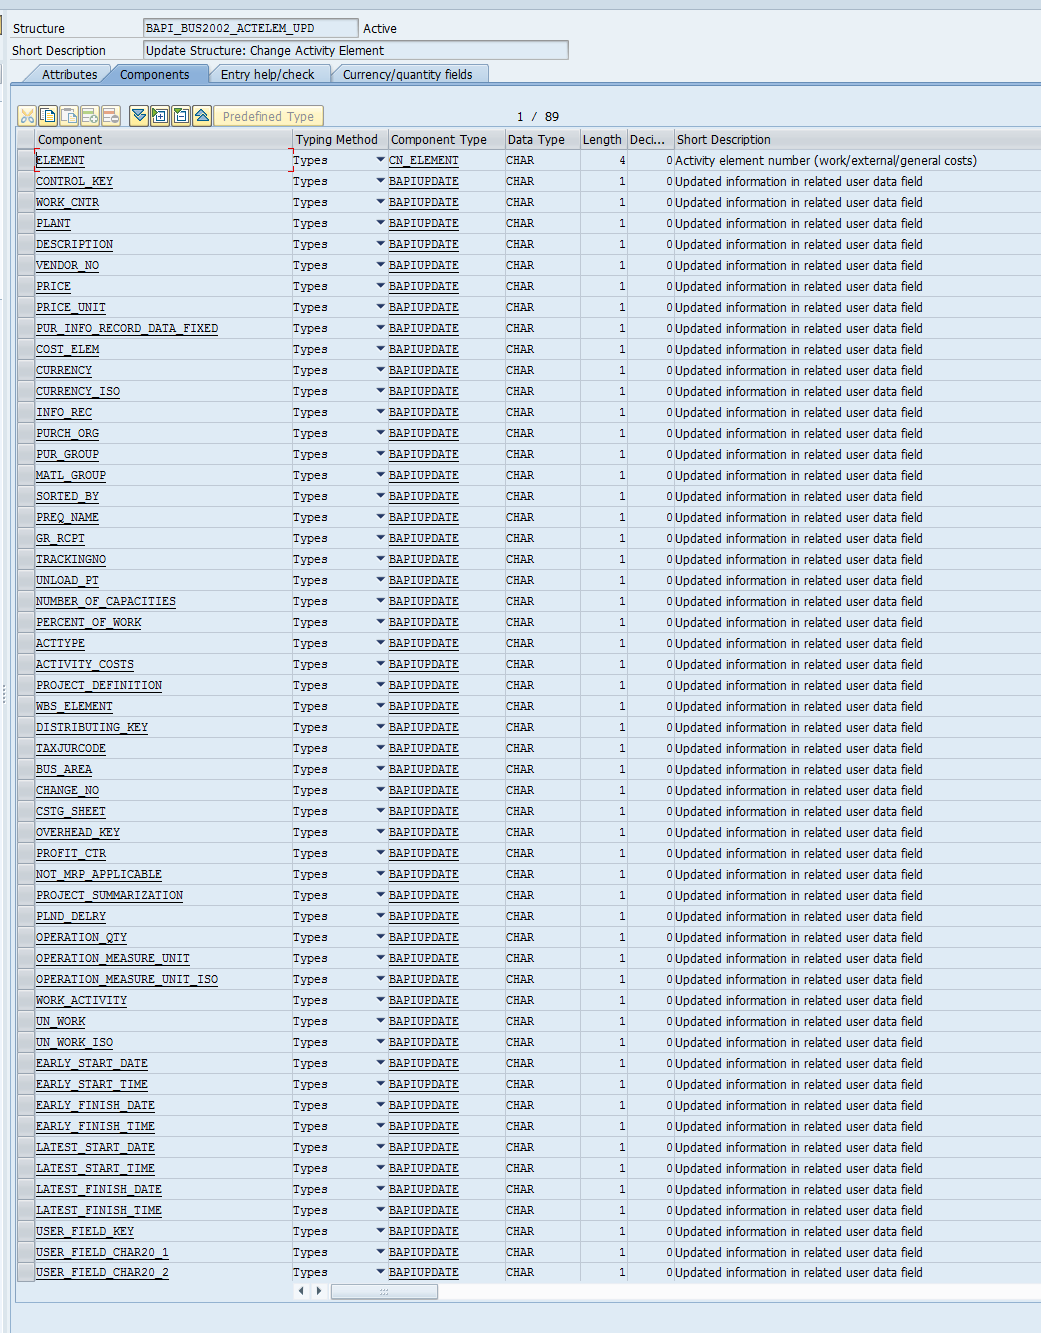 Structure BAPI_BUS2002_ACTELEM_UPD Active
Short Description Update Structure: Change Activity Element
Attributes Components Entry help/check Currency/quantity fields
Predefined Type 1 / 89
Component Typing Method Component Type Data Type Length Deci... Short Description
ELEMENT Types CN_ELEMENT CHAR 4 0 Activity element number (work/external/general costs)
CONTROL_KEY Types BAPIUPDATE CHAR 1 0 Updated information in related user data field
WORK_CNTR Types BAPIUPDATE CHAR 1 0 Updated information in related user data field
PLANT Types BAPIUPDATE CHAR 1 0 Updated information in related user data field
DESCRIPTION Types BAPIUPDATE CHAR 1 0 Updated information in related user data field
VENDOR_NO Types BAPIUPDATE CHAR 1 0 Updated information in related user data field
PRICE Types BAPIUPDATE CHAR 1 0 Updated information in related user data field
PRICE_UNIT Types BAPIUPDATE CHAR 1 0 Updated information in related user data field
PUR_INFO_RECORD_DATA_FIXED Types BAPIUPDATE CHAR 1 0 Updated information in related user data field
COST_ELEM Types BAPIUPDATE CHAR 1 0 Updated information in related user data field
CURRENCY Types BAPIUPDATE CHAR 1 0 Updated information in related user data field
CURRENCY_ISO Types BAPIUPDATE CHAR 1 0 Updated information in related user data field
INFO_REC Types BAPIUPDATE CHAR 1 0 Updated information in related user data field
PURCH_ORG Types BAPIUPDATE CHAR 1 0 Updated information in related user data field
PUR_GROUP Types BAPIUPDATE CHAR 1 0 Updated information in related user data field
MATL_GROUP Types BAPIUPDATE CHAR 1 0 Updated information in related user data field
SORTED_BY Types BAPIUPDATE CHAR 1 0 Updated information in related user data field
PREQ_NAME Types BAPIUPDATE CHAR 1 0 Updated information in related user data field
GR_RCPT Types BAPIUPDATE CHAR 1 0 Updated information in related user data field
TRACKINGNO Types BAPIUPDATE CHAR 1 0 Updated information in related user data field
UNLOAD_PT Types BAPIUPDATE CHAR 1 0 Updated information in related user data field
NUMBER_OF_CAPACITIES Types BAPIUPDATE CHAR 1 0 Updated information in related user data field
PERCENT_OF_WORK Types BAPIUPDATE CHAR 1 0 Updated information in related user data field
ACTTYPE Types BAPIUPDATE CHAR 1 0 Updated information in related user data field
ACTIVITY_COSTS Types BAPIUPDATE CHAR 1 0 Updated information in related user data field
PROJECT_DEFINITION Types BAPIUPDATE CHAR 1 0 Updated information in related user data field
WBS_ELEMENT Types BAPIUPDATE CHAR 1 0 Updated information in related user data field
DISTRIBUTING_KEY Types BAPIUPDATE CHAR 1 0 Updated information in related user data field
TAXJURCODE Types BAPIUPDATE CHAR 1 0 Updated information in related user data field
BUS_AREA Types BAPIUPDATE CHAR 1 0 Updated information in related user data field
CHANGE_NO Types BAPIUPDATE CHAR 1 0 Updated information in related user data field
CSTG_SHEET Types BAPIUPDATE CHAR 1 0 Updated information in related user data field
OVERHEAD_KEY Types BAPIUPDATE CHAR 1 0 Updated information in related user data field
PROFIT_CTR Types BAPIUPDATE CHAR 1 0 Updated information in related user data field
NOT_MRP_APPLICABLE Types BAPIUPDATE CHAR 1 0 Updated information in related user data field
PROJECT_SUMMARIZATION Types BAPIUPDATE CHAR 1 0 Updated information in related user data field
PLND_DELRY Types BAPIUPDATE CHAR 1 0 Updated information in related user data field
OPERATION_QTY Types BAPIUPDATE CHAR 1 0 Updated information in related user data field
OPERATION_MEASURE_UNIT Types BAPIUPDATE CHAR 1 0 Updated information in related user data field
OPERATION_MEASURE_UNIT_ISO Types BAPIUPDATE CHAR 1 0 Updated information in related user data field
WORK_ACTIVITY Types BAPIUPDATE CHAR 1 0 Updated information in related user data field
UN_WORK Types BAPIUPDATE CHAR 1 0 Updated information in related user data field
UN_WORK_ISO Types BAPIUPDATE CHAR 1 0 Updated information in related user data field
EARLY_START_DATE Types BAPIUPDATE CHAR 1 0 Updated information in related user data field
EARLY_START_TIME Types BAPIUPDATE CHAR 1 0 Updated information in related user data field
EARLY_FINISH_DATE Types BAPIUPDATE CHAR 1 0 Updated information in related user data field
EARLY_FINISH_TIME Types BAPIUPDATE CHAR 1 0 Updated information in related user data field
LATEST_START_DATE Types BAPIUPDATE CHAR 1 0 Updated information in related user data field
LATEST_START_TIME Types BAPIUPDATE CHAR 1 0 Updated information in related user data field
LATEST_FINISH_DATE Types BAPIUPDATE CHAR 1 0 Updated information in related user data field
LATEST_FINISH_TIME Types BAPIUPDATE CHAR 1 0 Updated information in related user data field
USER_FIELD_KEY Types BAPIUPDATE CHAR 1 0 Updated information in related user data field
USER_FIELD_CHAR20_1 Types BAPIUPDATE CHAR 1 0 Updated information in related user data field
USER_FIELD_CHAR20_2 Types BAPIUPDATE CHAR 1 0 Updated information in related user data field